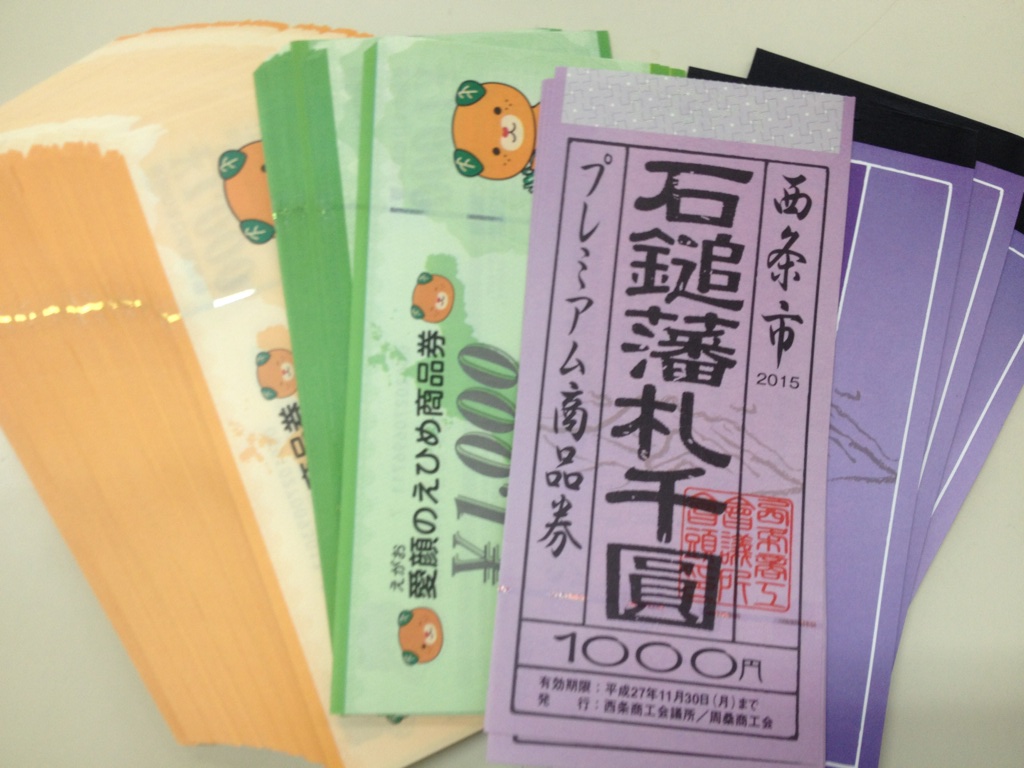 西条市
2015
石鎚藩札千圓
プレミアム商品券
1000円
有効期限：平成27年11月30日(月)まで
発　行：西条商工会議所／周桑商工会
えがお
愛顔のえひめ商品券
¥1,000
品券